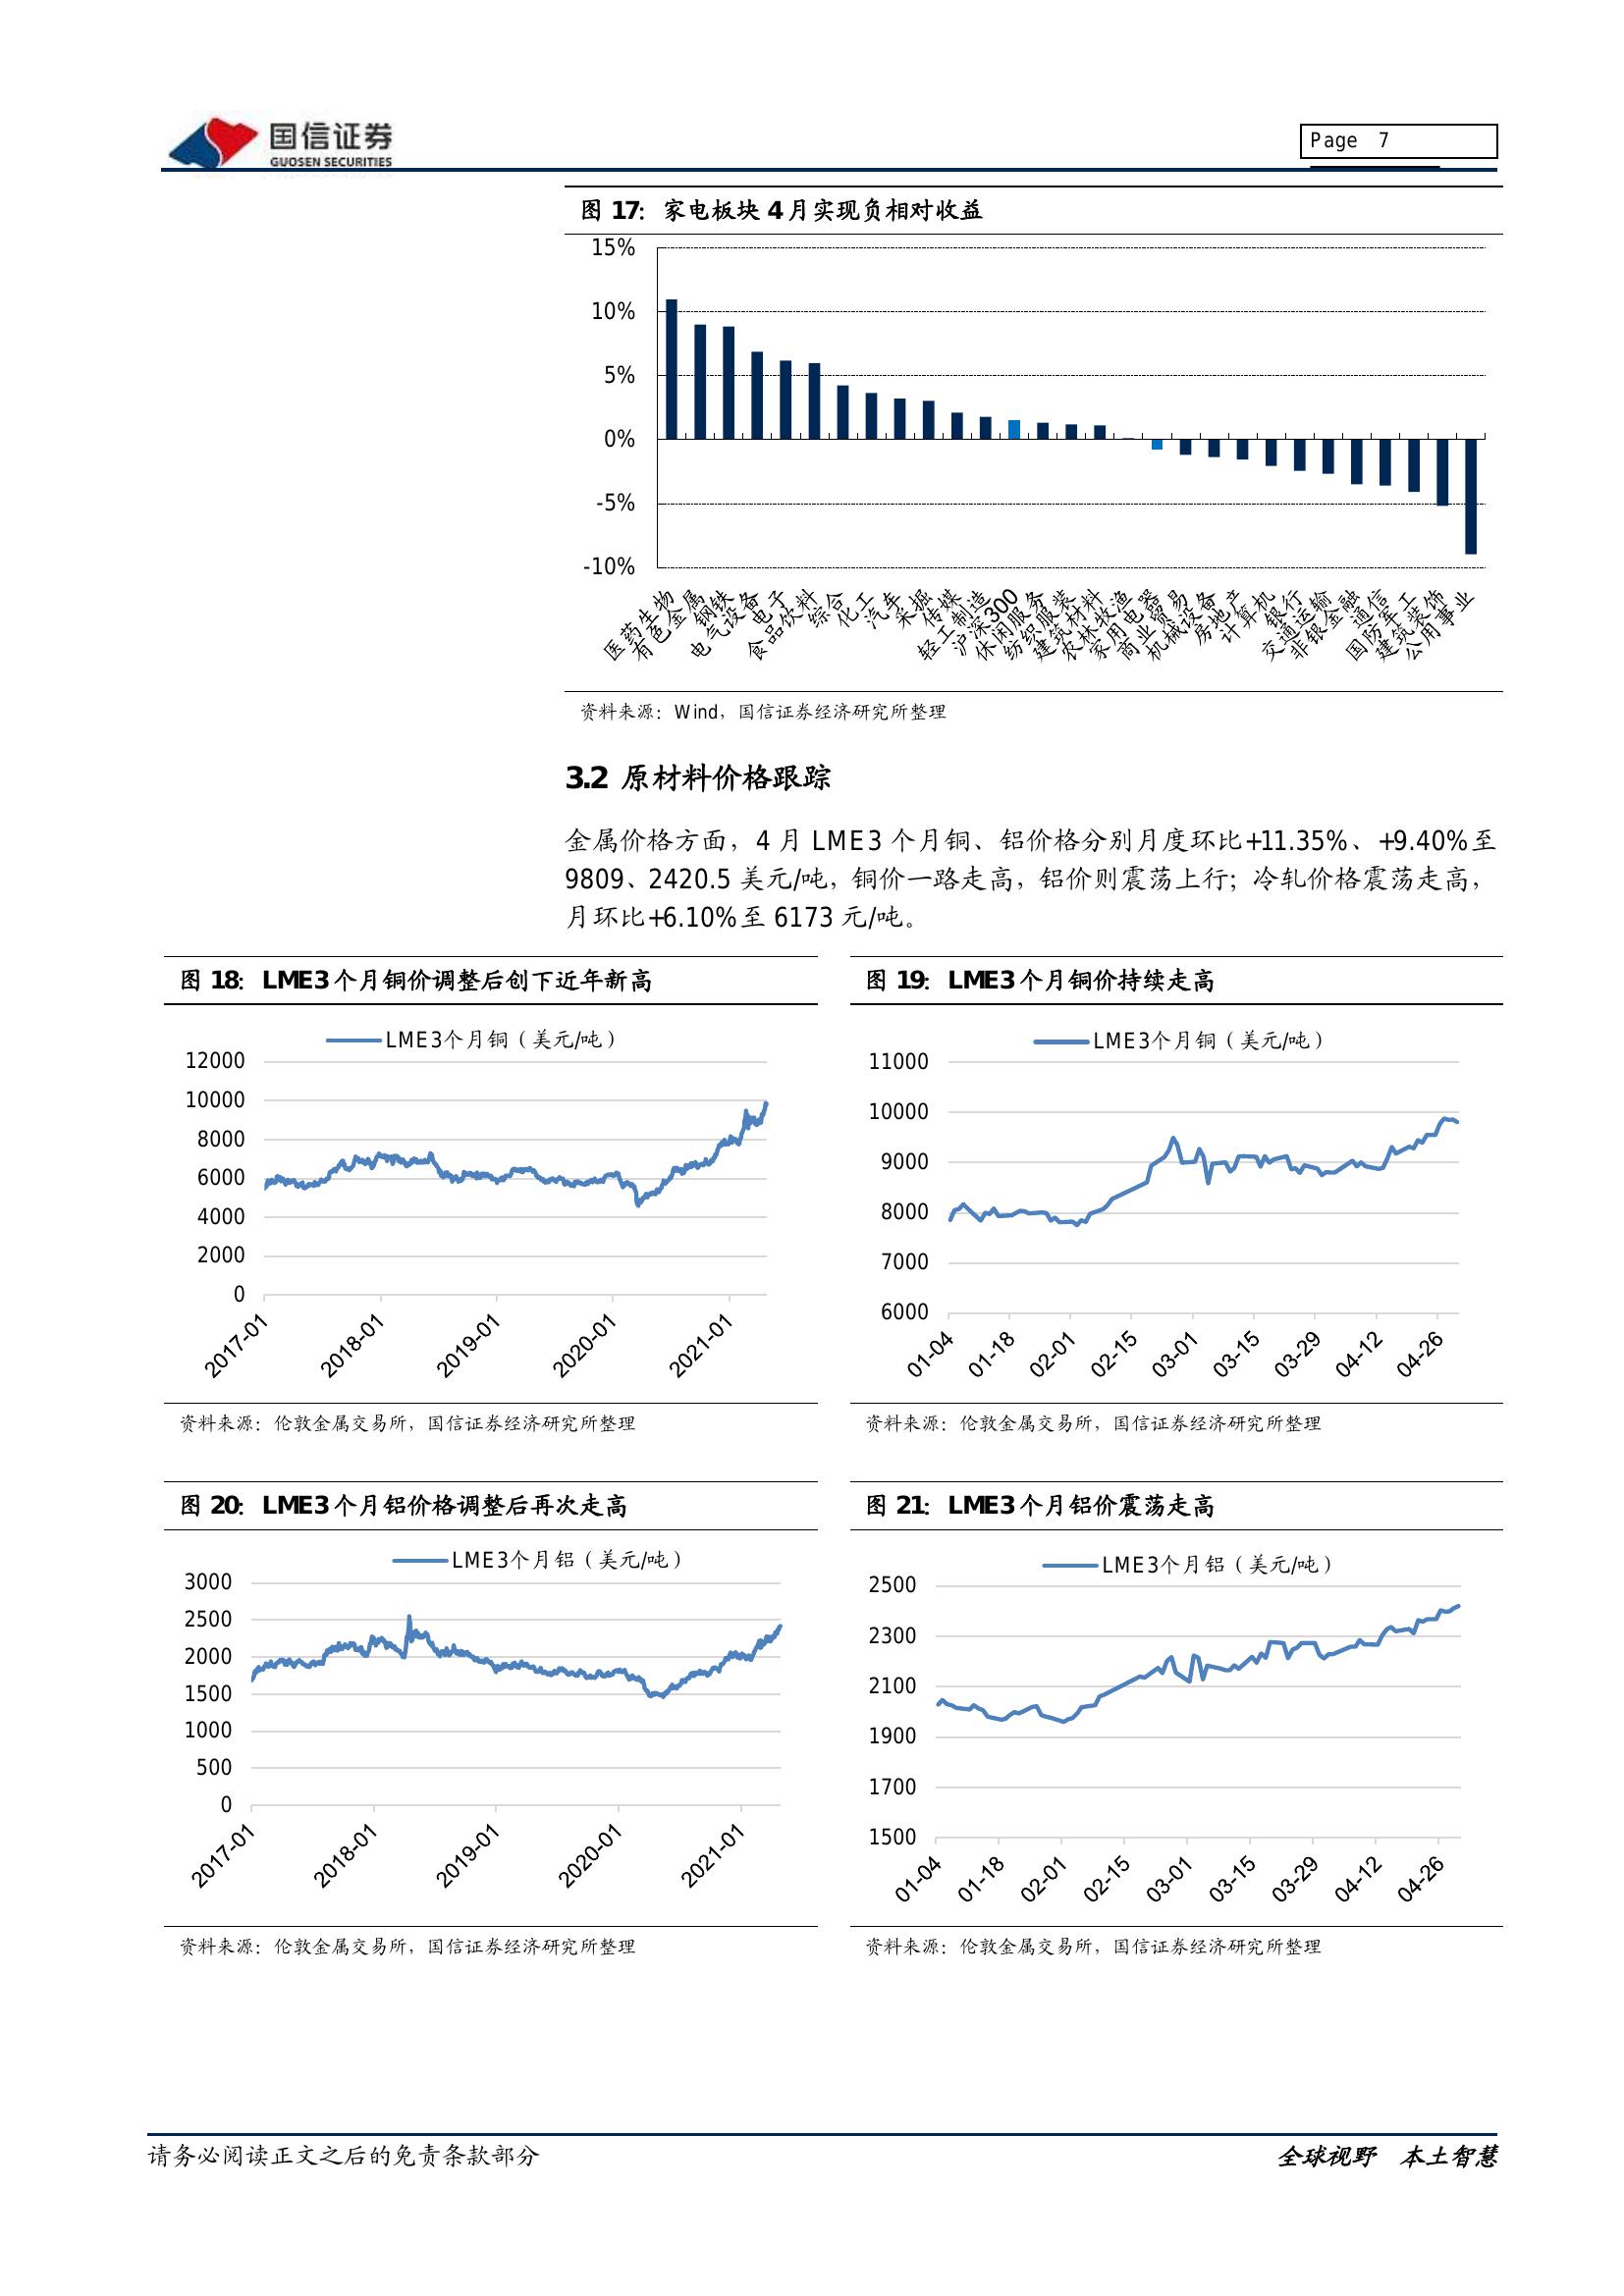 国信证券
GUOSEN SECURITIES
Page 7
图 17：家电板块 4 月实现负相对收益
15%
10%
5%
0%
-5%
-10%
医药生物
有色金属
钢铁
电气设备
电子
食品饮料
综合
化工
汽车
采掘
传媒
轻工制造
沪深300
休闲服务
纺织服装
建筑材料
农林牧渔
家用电器
商业贸易
机械设备
房地产
计算机
银行
交通运输
非银金融
通信
国防军工
建筑装饰
公用事业
资料来源：Wind，国信证券经济研究所整理
3.2 原材料价格跟踪
金属价格方面，4 月 LME3 个月铜、铝价格分别月度环比+11.35%、+9.40%至
9809、2420.5 美元/吨，铜价一路走高，铝价则震荡上行；冷轧价格震荡走高，
月环比+6.10%至 6173 元/吨。
图 18：LME3 个月铜价调整后创下近年新高
LME3个月铜（美元/吨）
12000
10000
8000
6000
4000
2000
0
2017-01
2018-01
2019-01
2020-01
2021-01
资料来源：伦敦金属交易所，国信证券经济研究所整理
图 19：LME3 个月铜价持续走高
LME3个月铜（美元/吨）
11000
10000
9000
8000
7000
6000
01-04
01-18
02-01
02-15
03-01
03-15
03-29
04-12
04-26
资料来源：伦敦金属交易所，国信证券经济研究所整理
图 20：LME3 个月铝价格调整后再次走高
LME3个月铝（美元/吨）
3000
2500
2000
1500
1000
500
0
2017-01
2018-01
2019-01
2020-01
2021-01
资料来源：伦敦金属交易所，国信证券经济研究所整理
图 21：LME3 个月铝价震荡走高
LME3个月铝（美元/吨）
2500
2300
2100
1900
1700
1500
01-04
01-18
02-01
02-15
03-01
03-15
03-29
04-12
04-26
资料来源：伦敦金属交易所，国信证券经济研究所整理
请务必阅读正文之后的免责条款部分
全球视野 本土智慧